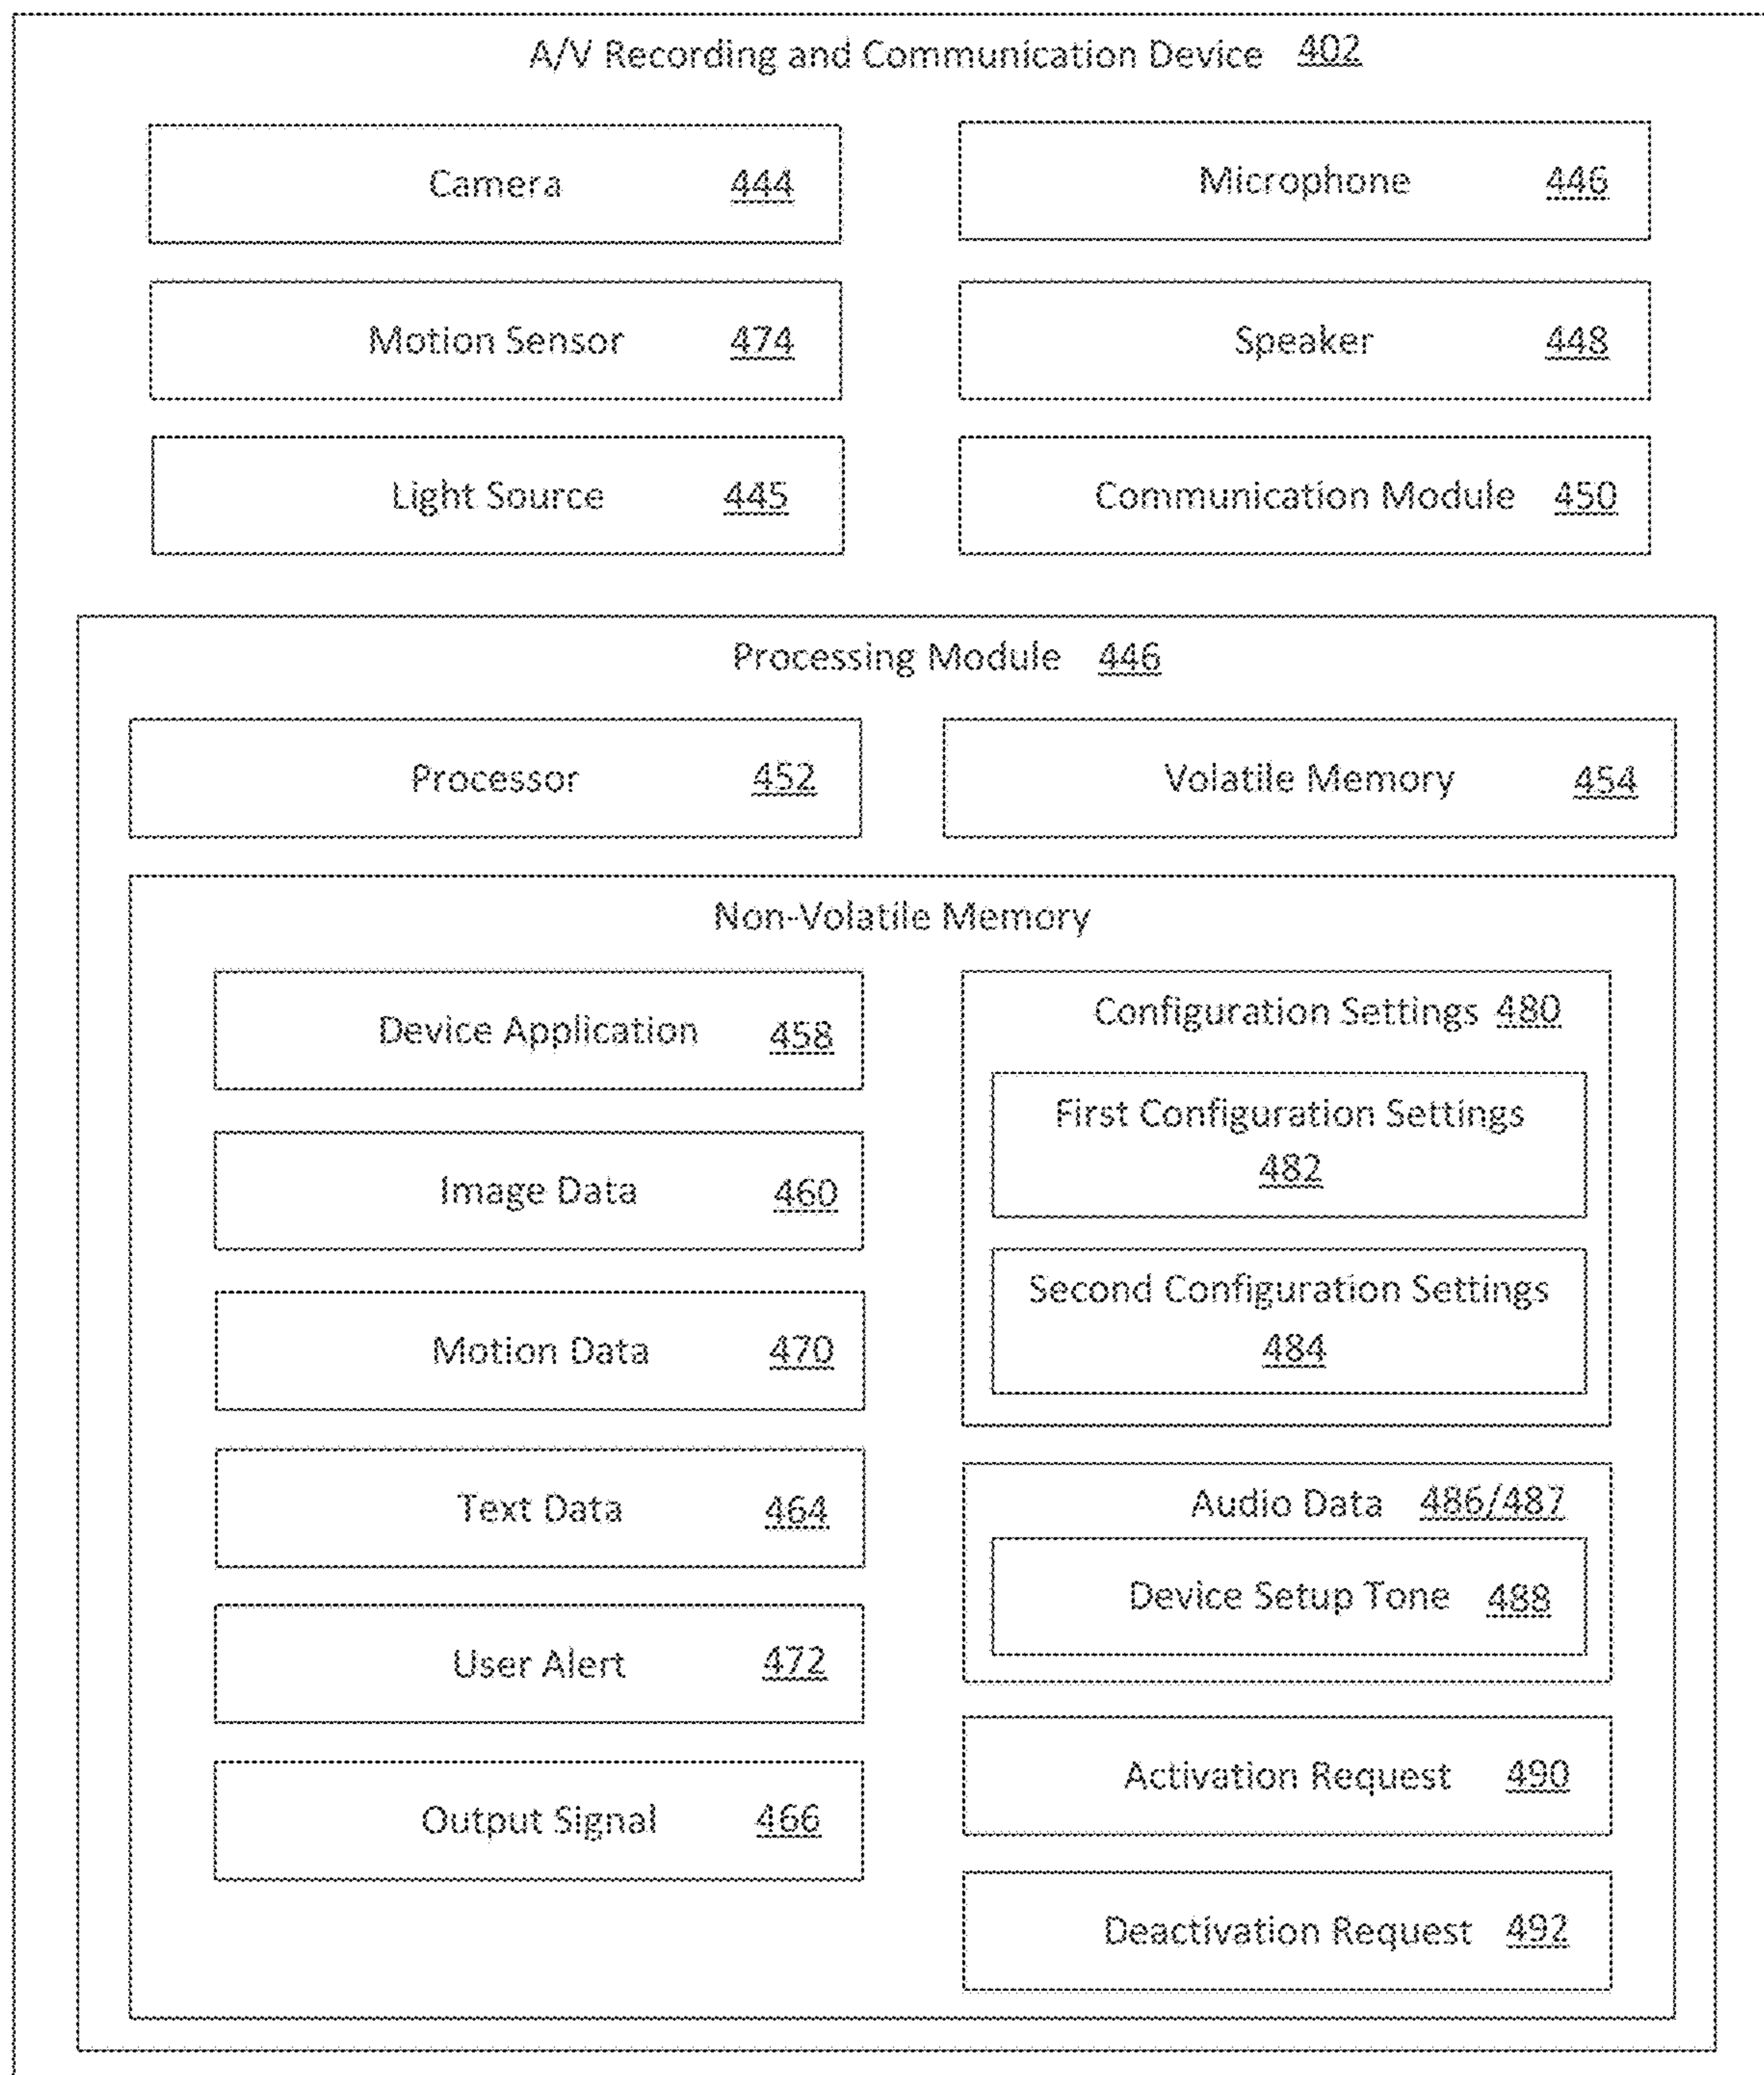 A/V Recording and Communication Device 402
Camera 444
Microphone 446
Motion Sensor 474
Speaker 448
Light Source 445
Communication Module 450
Processing Module 446
Processor 452
Volatile Memory 454
Non-Volatile Memory
Device Application 458
Image Data 460
Motion Data 470
Text Data 464
User Alert 472
Output Signal 466
Configuration Settings 480
First Configuration Settings
482
Second Configuration Settings
484
Audio Data 486/487
Device Setup Tone 488
Activation Request 490
Deactivation Request 492